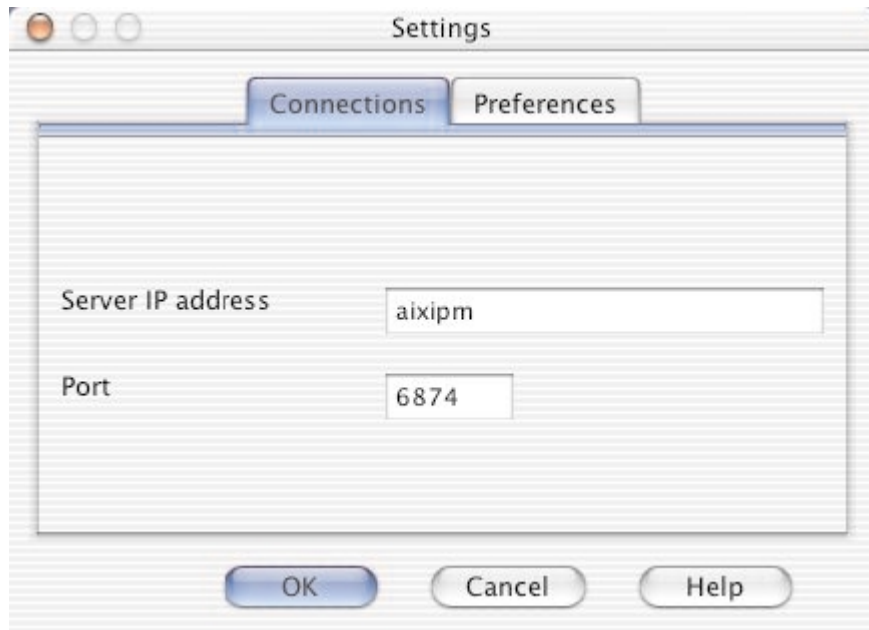 Settings
Connections Preferences
Server IP address aixipm
Port 6874
OK Cancel Help